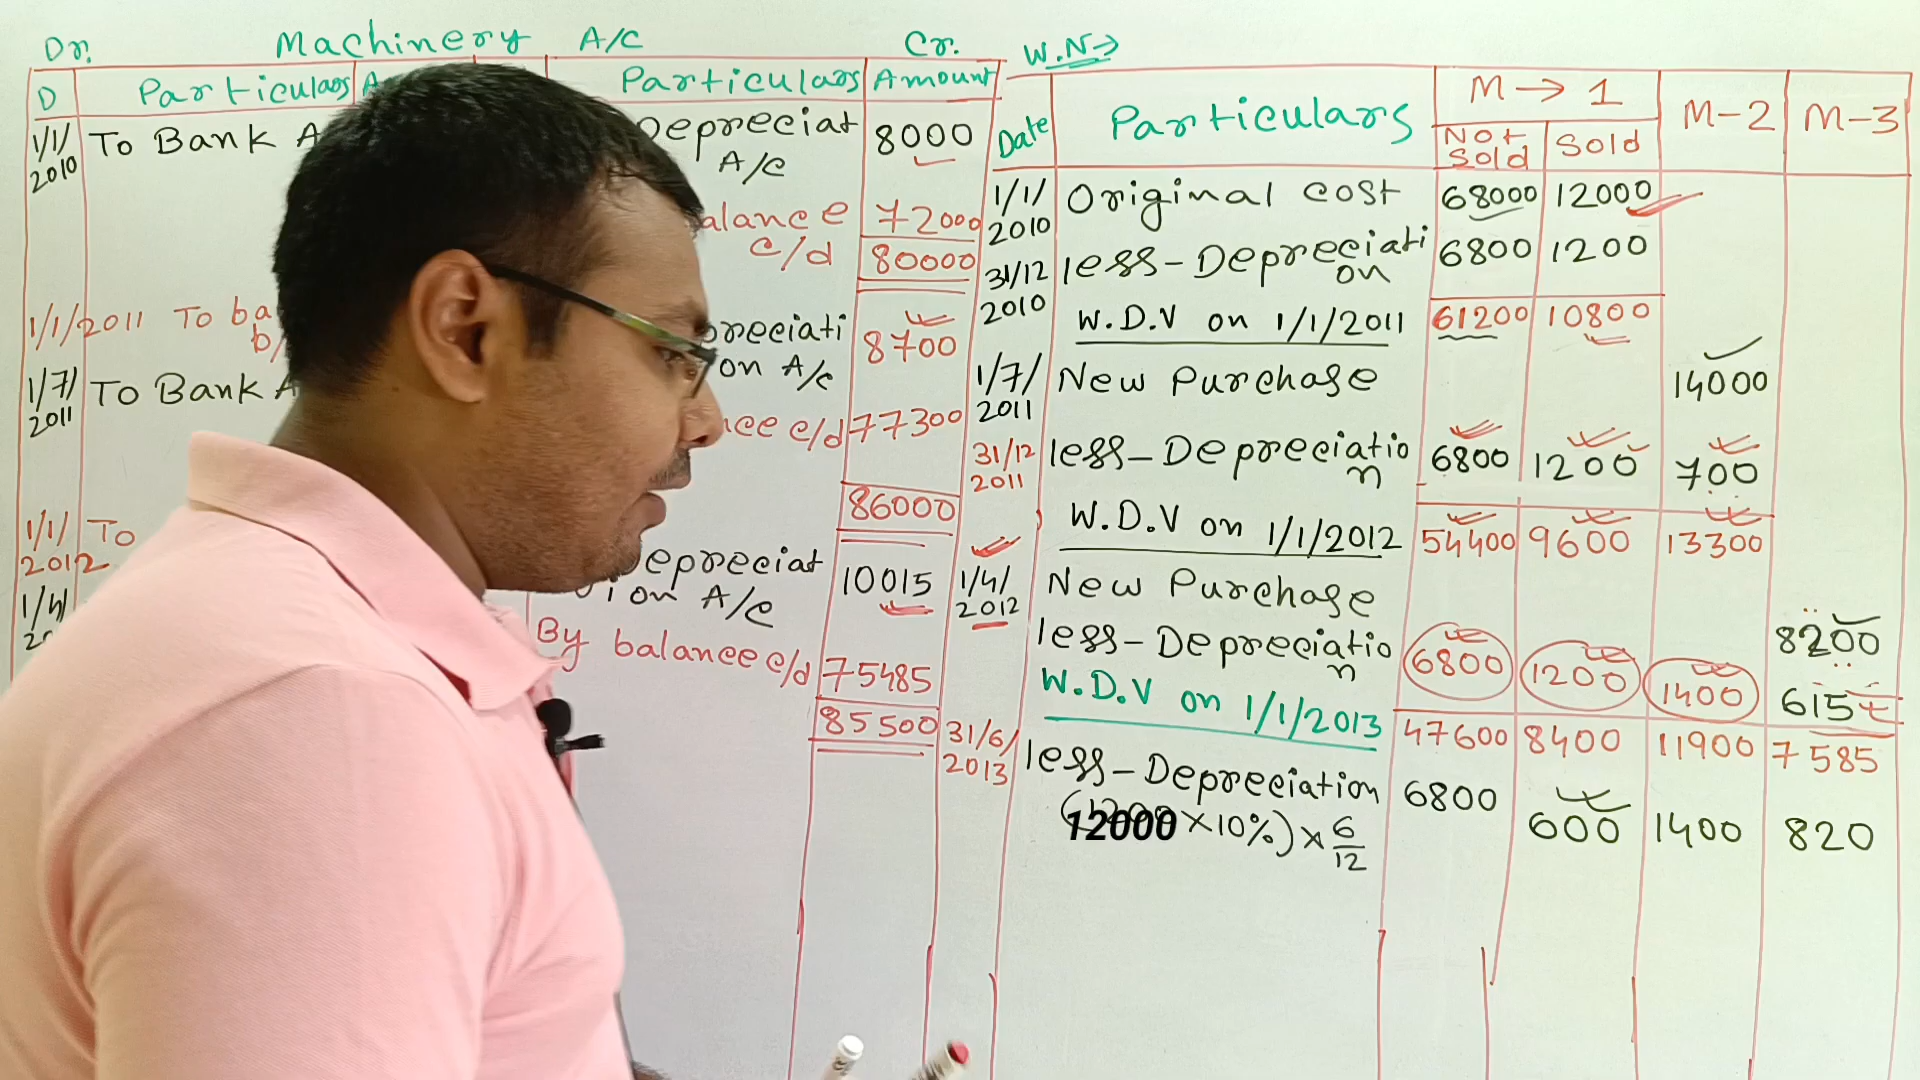 Dr. Machinery A/C Cr.
D Particulars A Particulars Amount
1/1/ 2010 To Bank A Depreciat A/c 8000
alance c/d 72000
80000
1/1/2011 To ba b/ preciati on A/c 8700
1/7/ 2011 To Bank A nce c/d 77300
86000
1/1/ 2012 To epreciat ion A/c 10015
1/4/ 20 By balance c/d 75485
85500
W.N→
Date Particulars M→1 M-2 M-3
Not Sold Sold
1/1/ 2010 Original cost 68000 12000
31/12 2010 less-Depreciation 6800 1200
W.D.V on 1/1/2011 61200 10800
1/7/ 2011 New Purchase 14000
31/12 2011 less-Depreciation 6800 1200 700
W.D.V on 1/1/2012 54400 9600 13300
1/4/ 2012 New Purchase 8200
less-Depreciation 6800 1200 1400 615
W.D.V on 1/1/2013 47600 8400 11900 7585
31/6/ 2013 less-Depreciation 6800 600 1400 820
(12000 ×10%)× 6/12